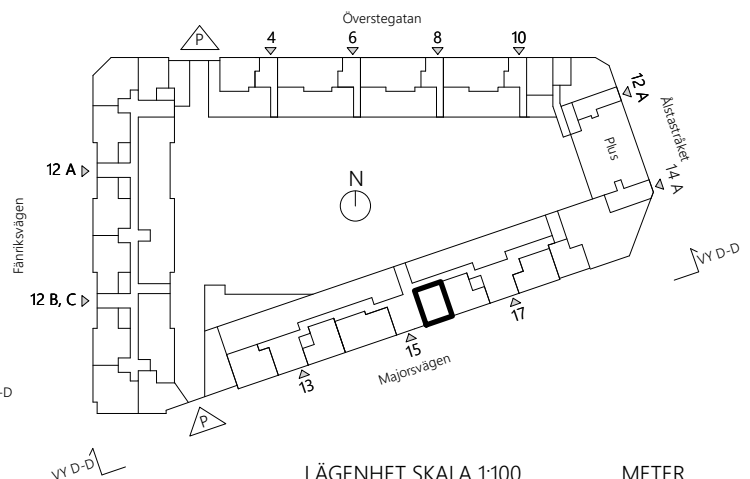 Överstegatan
P
4
6
8
10
12 A
Ålstastråket
Plus
14 A
12 A
N
Fänriksvägen
12 B, C
VY D-D
17
15
Majorsvägen
13
-D
P
VY D-D
LÄGENHET SKALA 1:100
METER